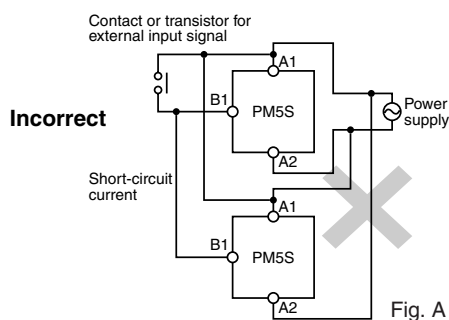 Contact or transistor for
external input signal
A1
B1
PM5S
Power
supply
Incorrect
A2
Short-circuit
current
A1
B1
PM5S
A2
Fig. A